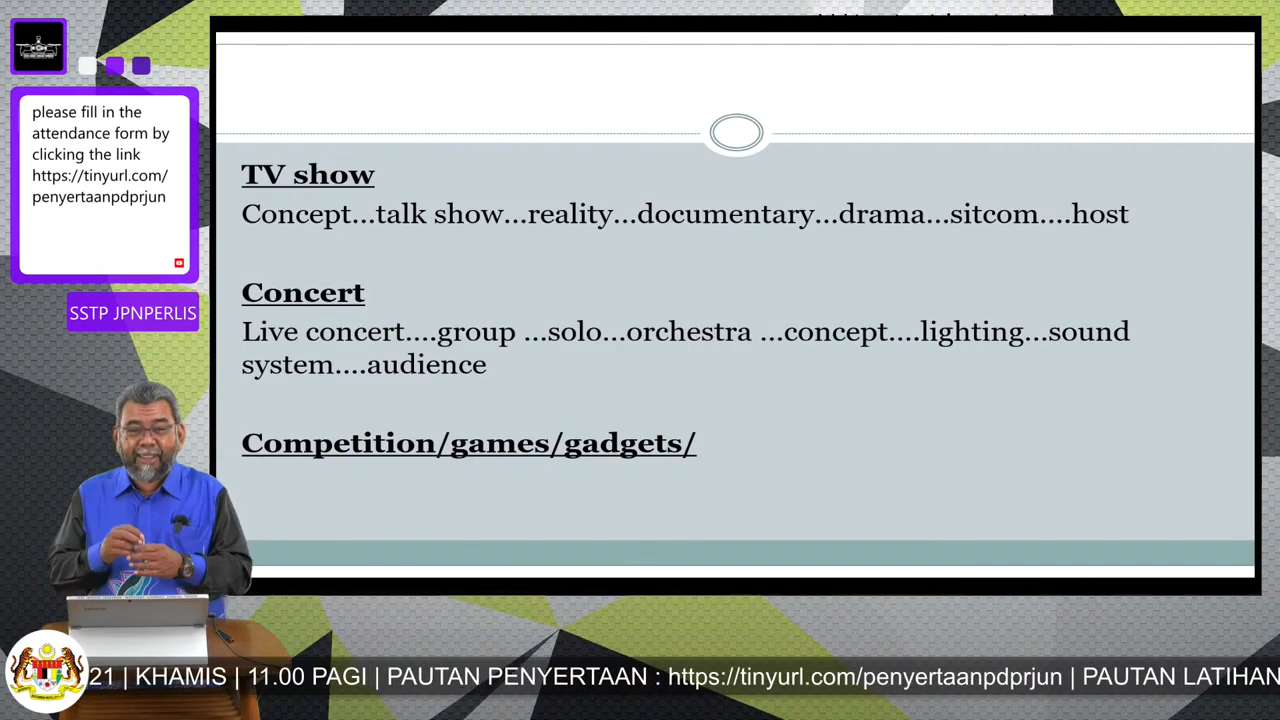 please fill in the
attendance form by
clicking the link
https://tinyurl.com/
penyertaanpdprjun
SSTP JPNPERLIS
TV show
Concept...talk show...reality...documentary...drama...sitcom....host
Concert
Live concert....group ...solo...orchestra ...concept....lighting...sound
system....audience
Competition/games/gadgets/
21 | KHAMIS | 11.00 PAGI | PAUTAN PENYERTAAN : https://tinyurl.com/penyertaanpdprjun | PAUTAN LATIHAN